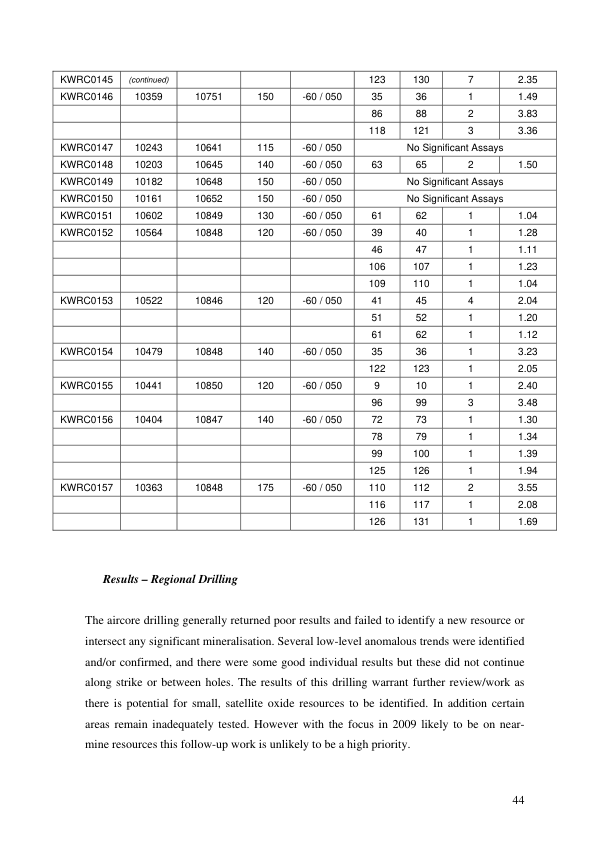 KWRC0145 (continued) 123 130 7 2.35
KWRC0146 10359 10751 150 -60 / 050 35 36 1 1.49
86 88 2 3.83
118 121 3 3.36
KWRC0147 10243 10641 115 -60 / 050 No Significant Assays
KWRC0148 10203 10645 140 -60 / 050 63 65 2 1.50
KWRC0149 10182 10648 150 -60 / 050 No Significant Assays
KWRC0150 10161 10652 150 -60 / 050 No Significant Assays
KWRC0151 10602 10849 130 -60 / 050 61 62 1 1.04
KWRC0152 10564 10848 120 -60 / 050 39 40 1 1.28
46 47 1 1.11
106 107 1 1.23
109 110 1 1.04
KWRC0153 10522 10846 120 -60 / 050 41 45 4 2.04
51 52 1 1.20
61 62 1 1.12
KWRC0154 10479 10848 140 -60 / 050 35 36 1 3.23
122 123 1 2.05
KWRC0155 10441 10850 120 -60 / 050 9 10 1 2.40
96 99 3 3.48
KWRC0156 10404 10847 140 -60 / 050 72 73 1 1.30
78 79 1 1.34
99 100 1 1.39
125 126 1 1.94
KWRC0157 10363 10848 175 -60 / 050 110 112 2 3.55
116 117 1 2.08
126 131 1 1.69
Results – Regional Drilling
The aircore drilling generally returned poor results and failed to identify a new resource or
intersect any significant mineralisation. Several low-level anomalous trends were identified
and/or confirmed, and there were some good individual results but these did not continue
along strike or between holes. The results of this drilling warrant further review/work as
there is potential for small, satellite oxide resources to be identified. In addition certain
areas remain inadequately tested. However with the focus in 2009 likely to be on near-
mine resources this follow-up work is unlikely to be a high priority.
44